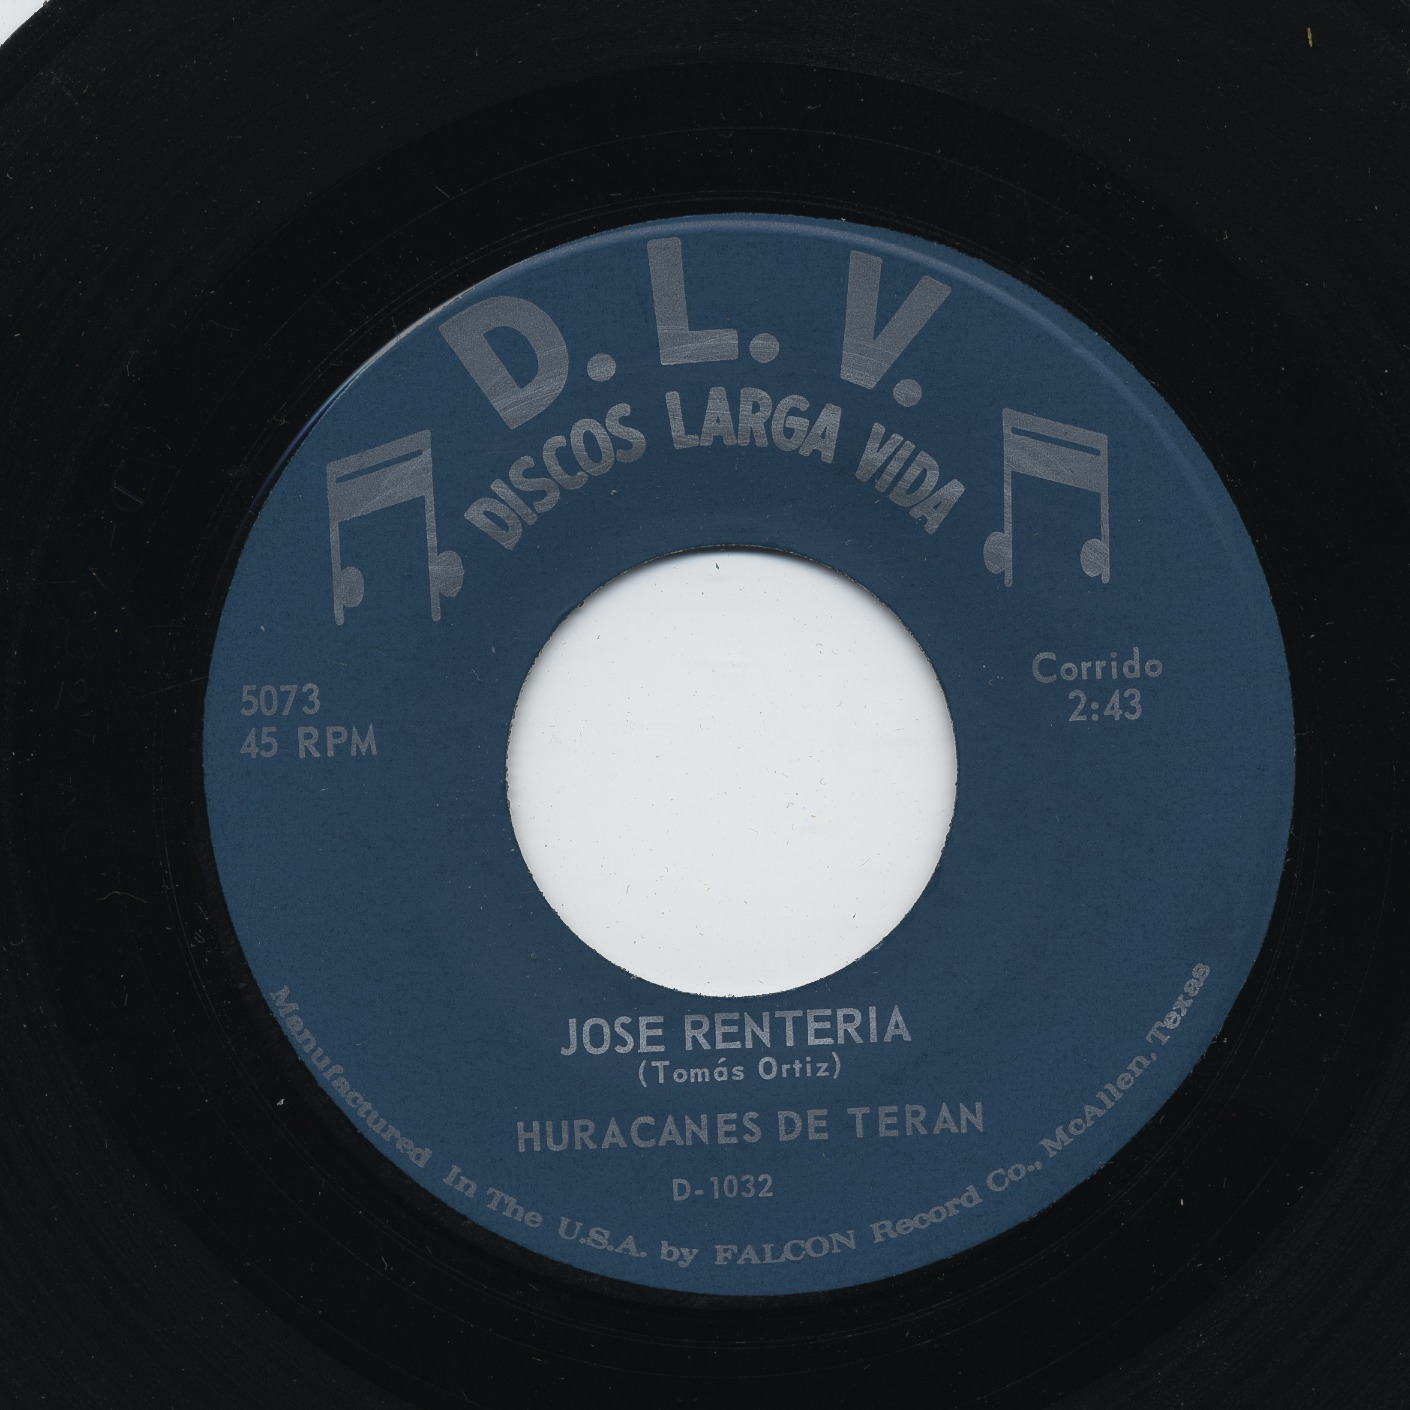 D. L. V.
DISCOS LARGA VIDA
5073
45 RPM
Corrido
2:43
JOSE RENTERIA
(Tomás Ortiz)
HURACANES DE TERAN
D-1032
Manufactured In The U.S.A. by FALCON Record Co., McAllen, Texas